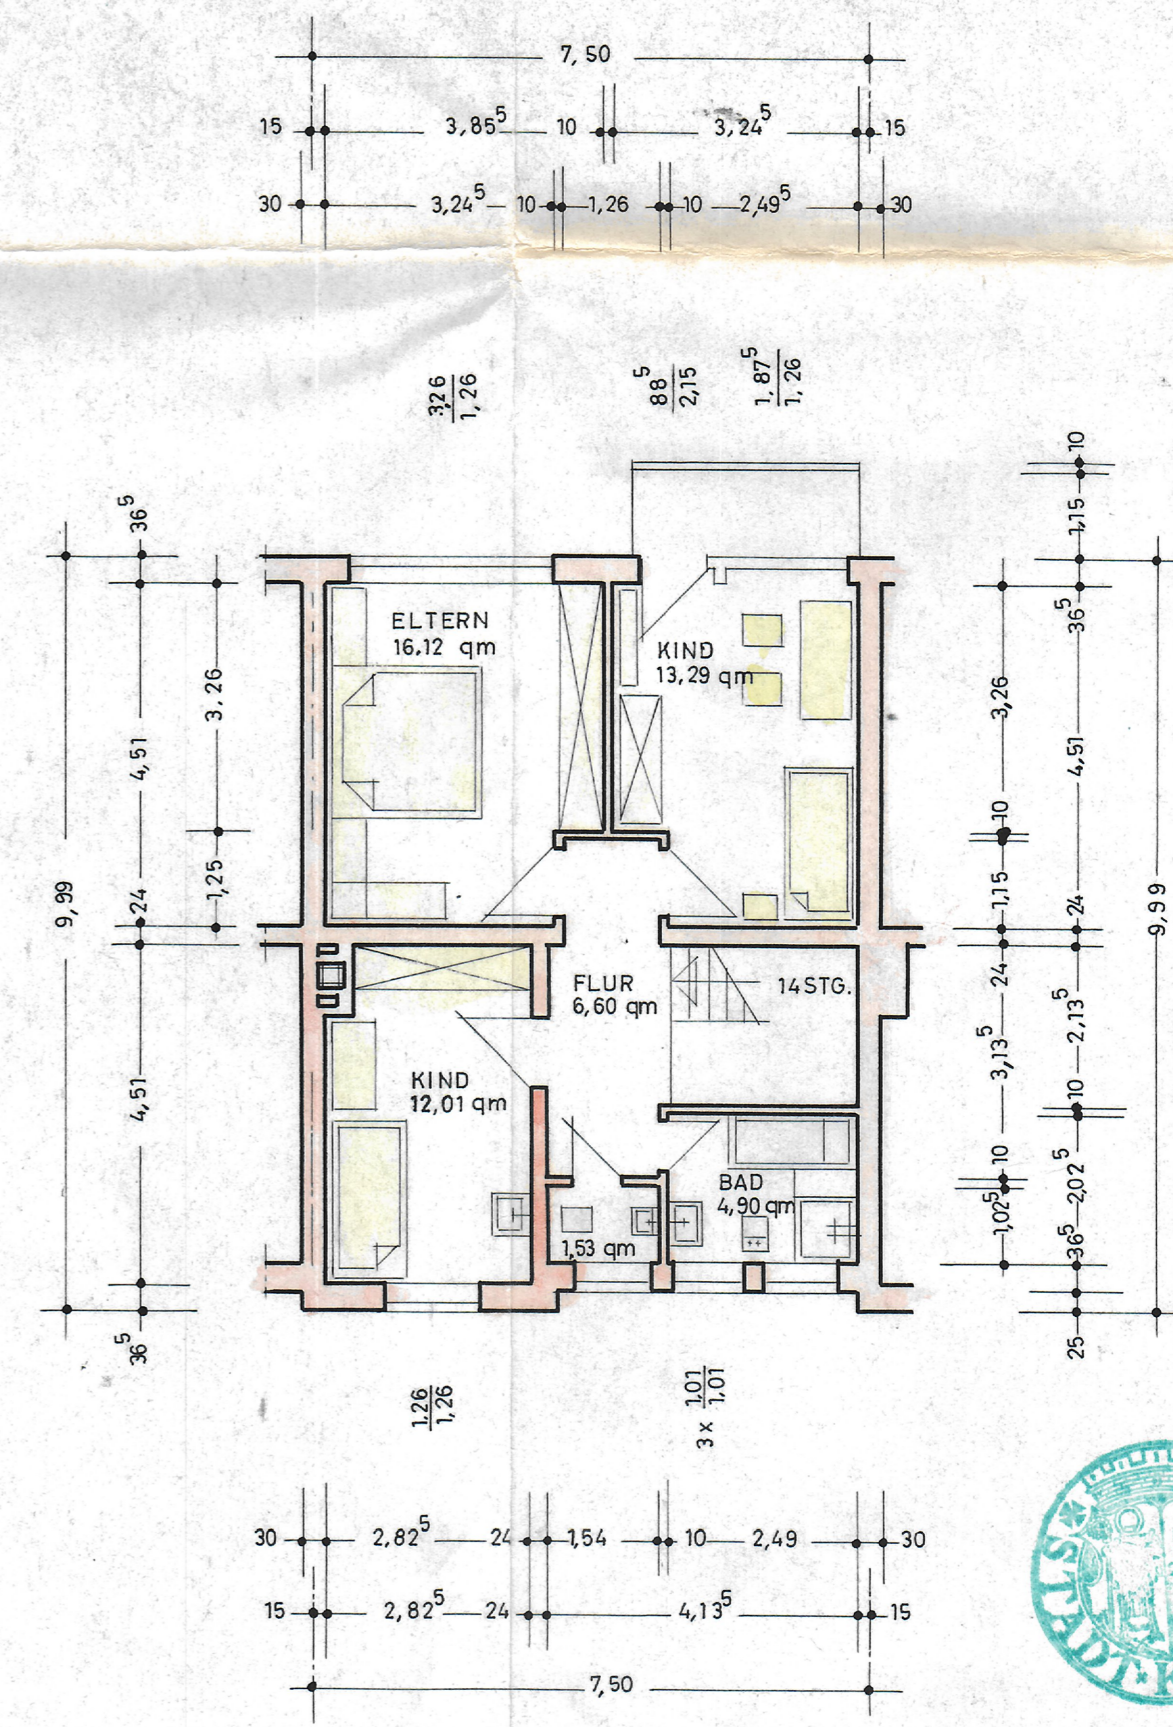 7,50
15 3,85⁵ 10 3,24⁵ 15
30 3,24⁵ 10 1,26 10 2,49⁵ 30
3,26
1,26
88⁵
2,15
1,87⁵
1,26
36⁵
9,99
4,51
3,26
24
1,25
4,51
36⁵
ELTERN
16,12 qm
KIND
13,29 qm
FLUR
6,60 qm
14 STG.
KIND
12,01 qm
BAD
4,90 qm
1,53 qm
10
1,15
36⁵
3,26
4,51
10
1,15
24
24
3,13⁵
2,13⁵
10
10
2,02⁵
1,02⁵
36⁵
25
9,99
1,26
1,26
3 x 1,01
1,01
30 2,82⁵ 24 1,54 10 2,49 30
15 2,82⁵ 24 4,13⁵ 15
7,50
STADT